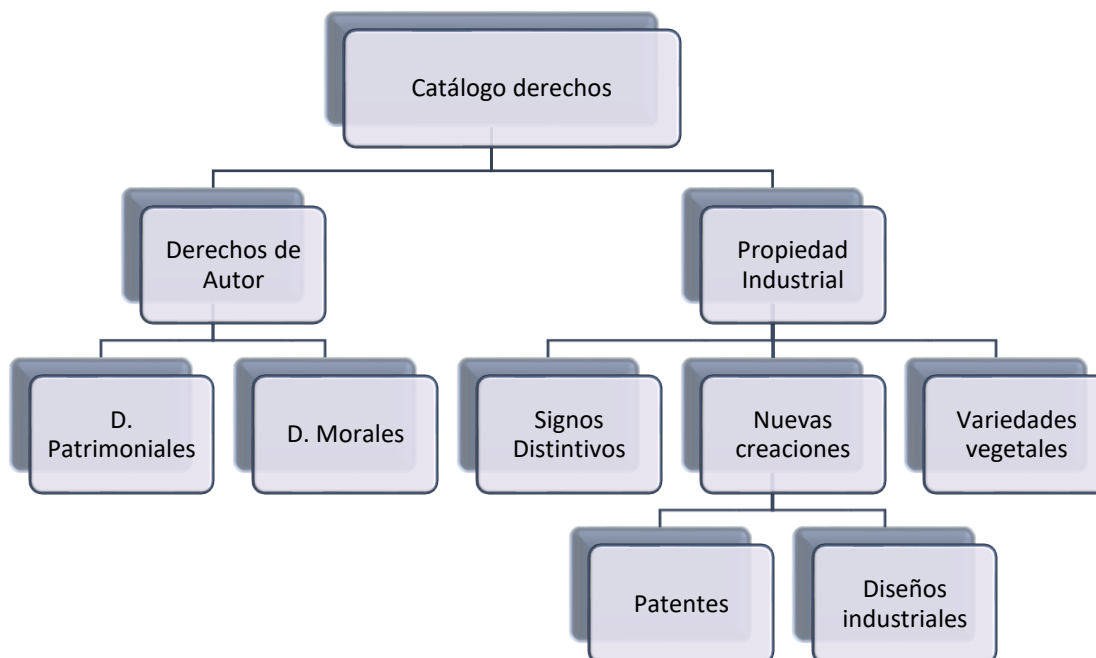 Catálogo derechos
Derechos de
Autor
Propiedad
Industrial
D.
Patrimoniales
D. Morales
Signos
Distintivos
Nuevas
creaciones
Variedades
vegetales
Patentes
Diseños
industriales